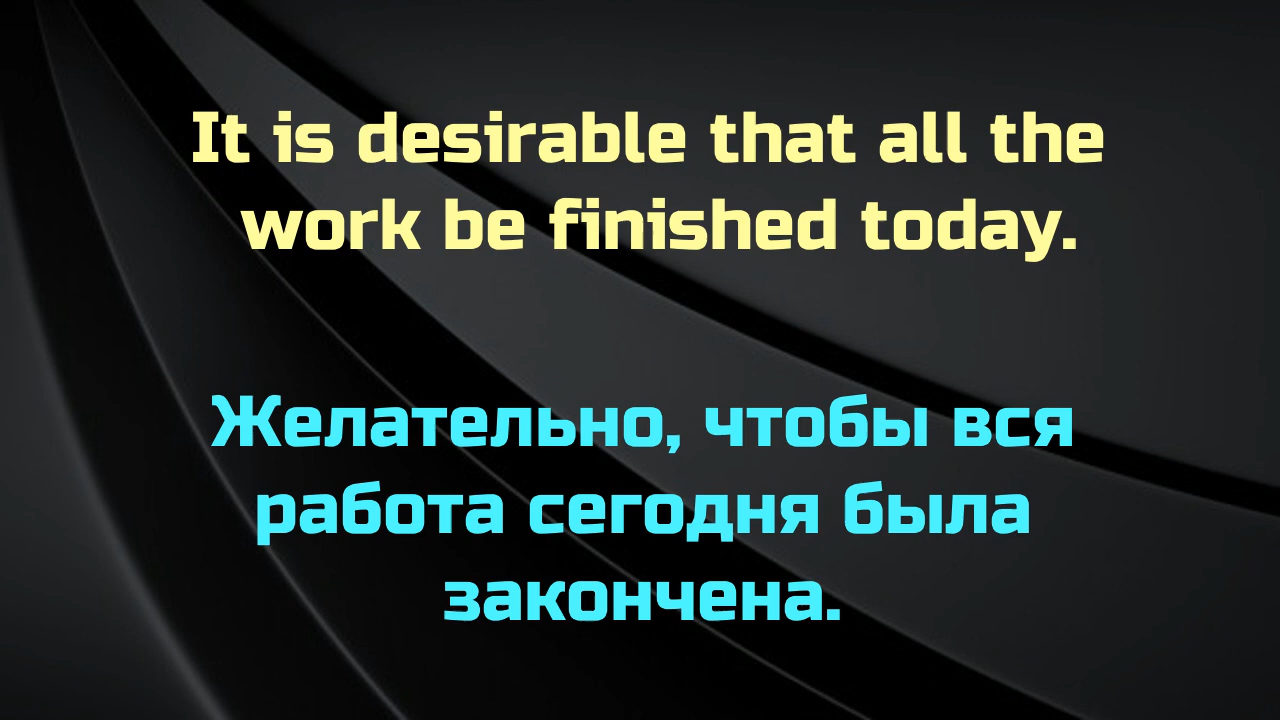 It is desirable that all the
work be finished today.
Желательно, чтобы вся
работа сегодня была
закончена.